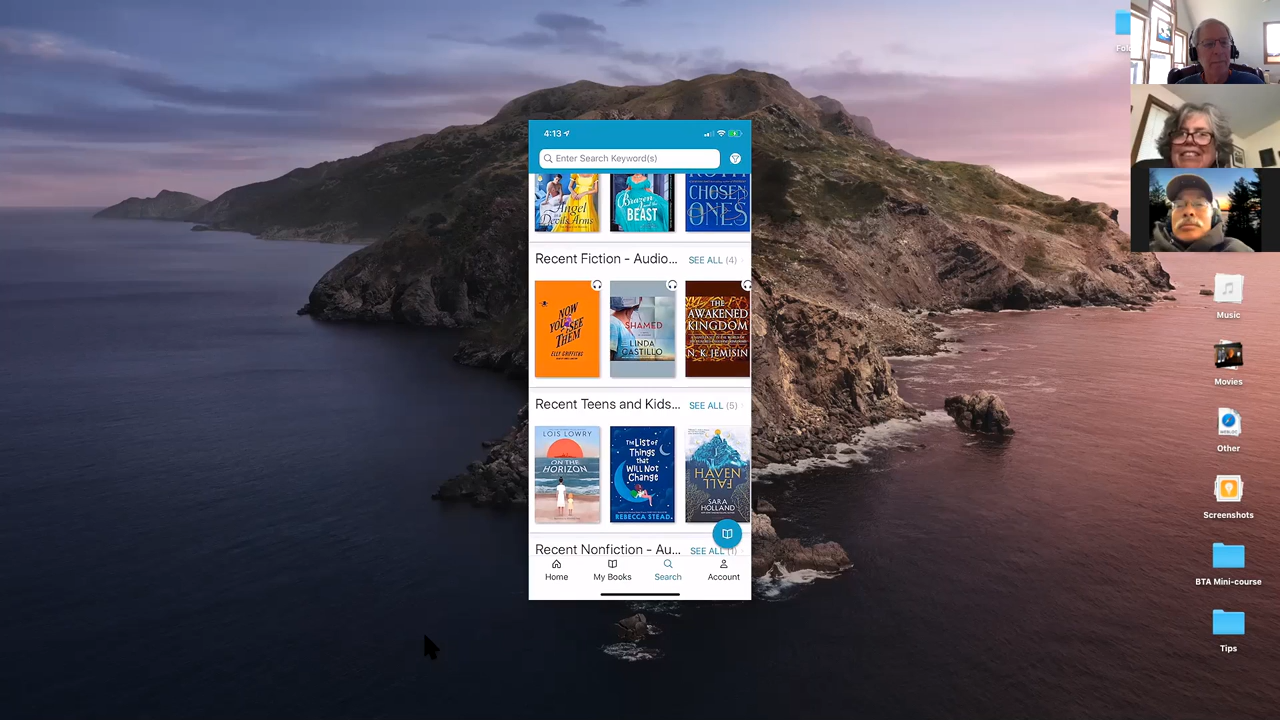 4:13
Enter Search Keyword(s)
Angel
Devil's Arms
Brazen and the
BEAST
CHOSEN
ONES
Recent Fiction - Audio... SEE ALL (4)
NOW
YOU SEE
THEM
ELLY GRIFFITHS
SHAMED
LINDA
CASTILLO
THE
AWAKENED
KINGDOM
N. K. JEMISIN
Recent Teens and Kids... SEE ALL (5)
LOIS LOWRY
ON THE
HORIZON
THE LIST OF
THINGS
that
WILL NOT
CHANGE
REBECCA STEAD
HAVEN
FALL
SARA
HOLLAND
Recent Nonfiction - Au... SEE ALL (1)
Home
My Books
Search
Account
Music
Movies
Other
Screenshots
BTA Mini-course
Tips